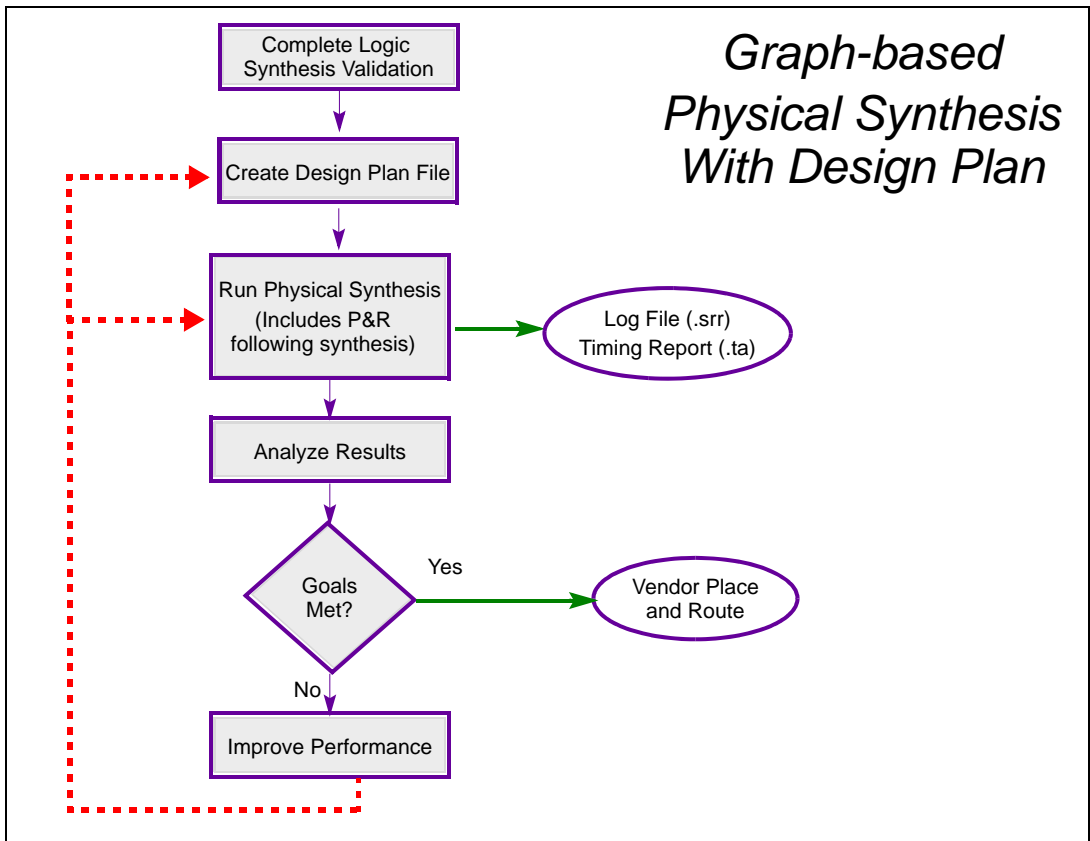 Graph-based
Physical Synthesis
With Design Plan
Complete Logic
Synthesis Validation
Create Design Plan File
Run Physical Synthesis
(Includes P&R
following synthesis)
Log File (.srr)
Timing Report (.ta)
Analyze Results
Goals
Met?
Yes
Vendor Place
and Route
No
Improve Performance